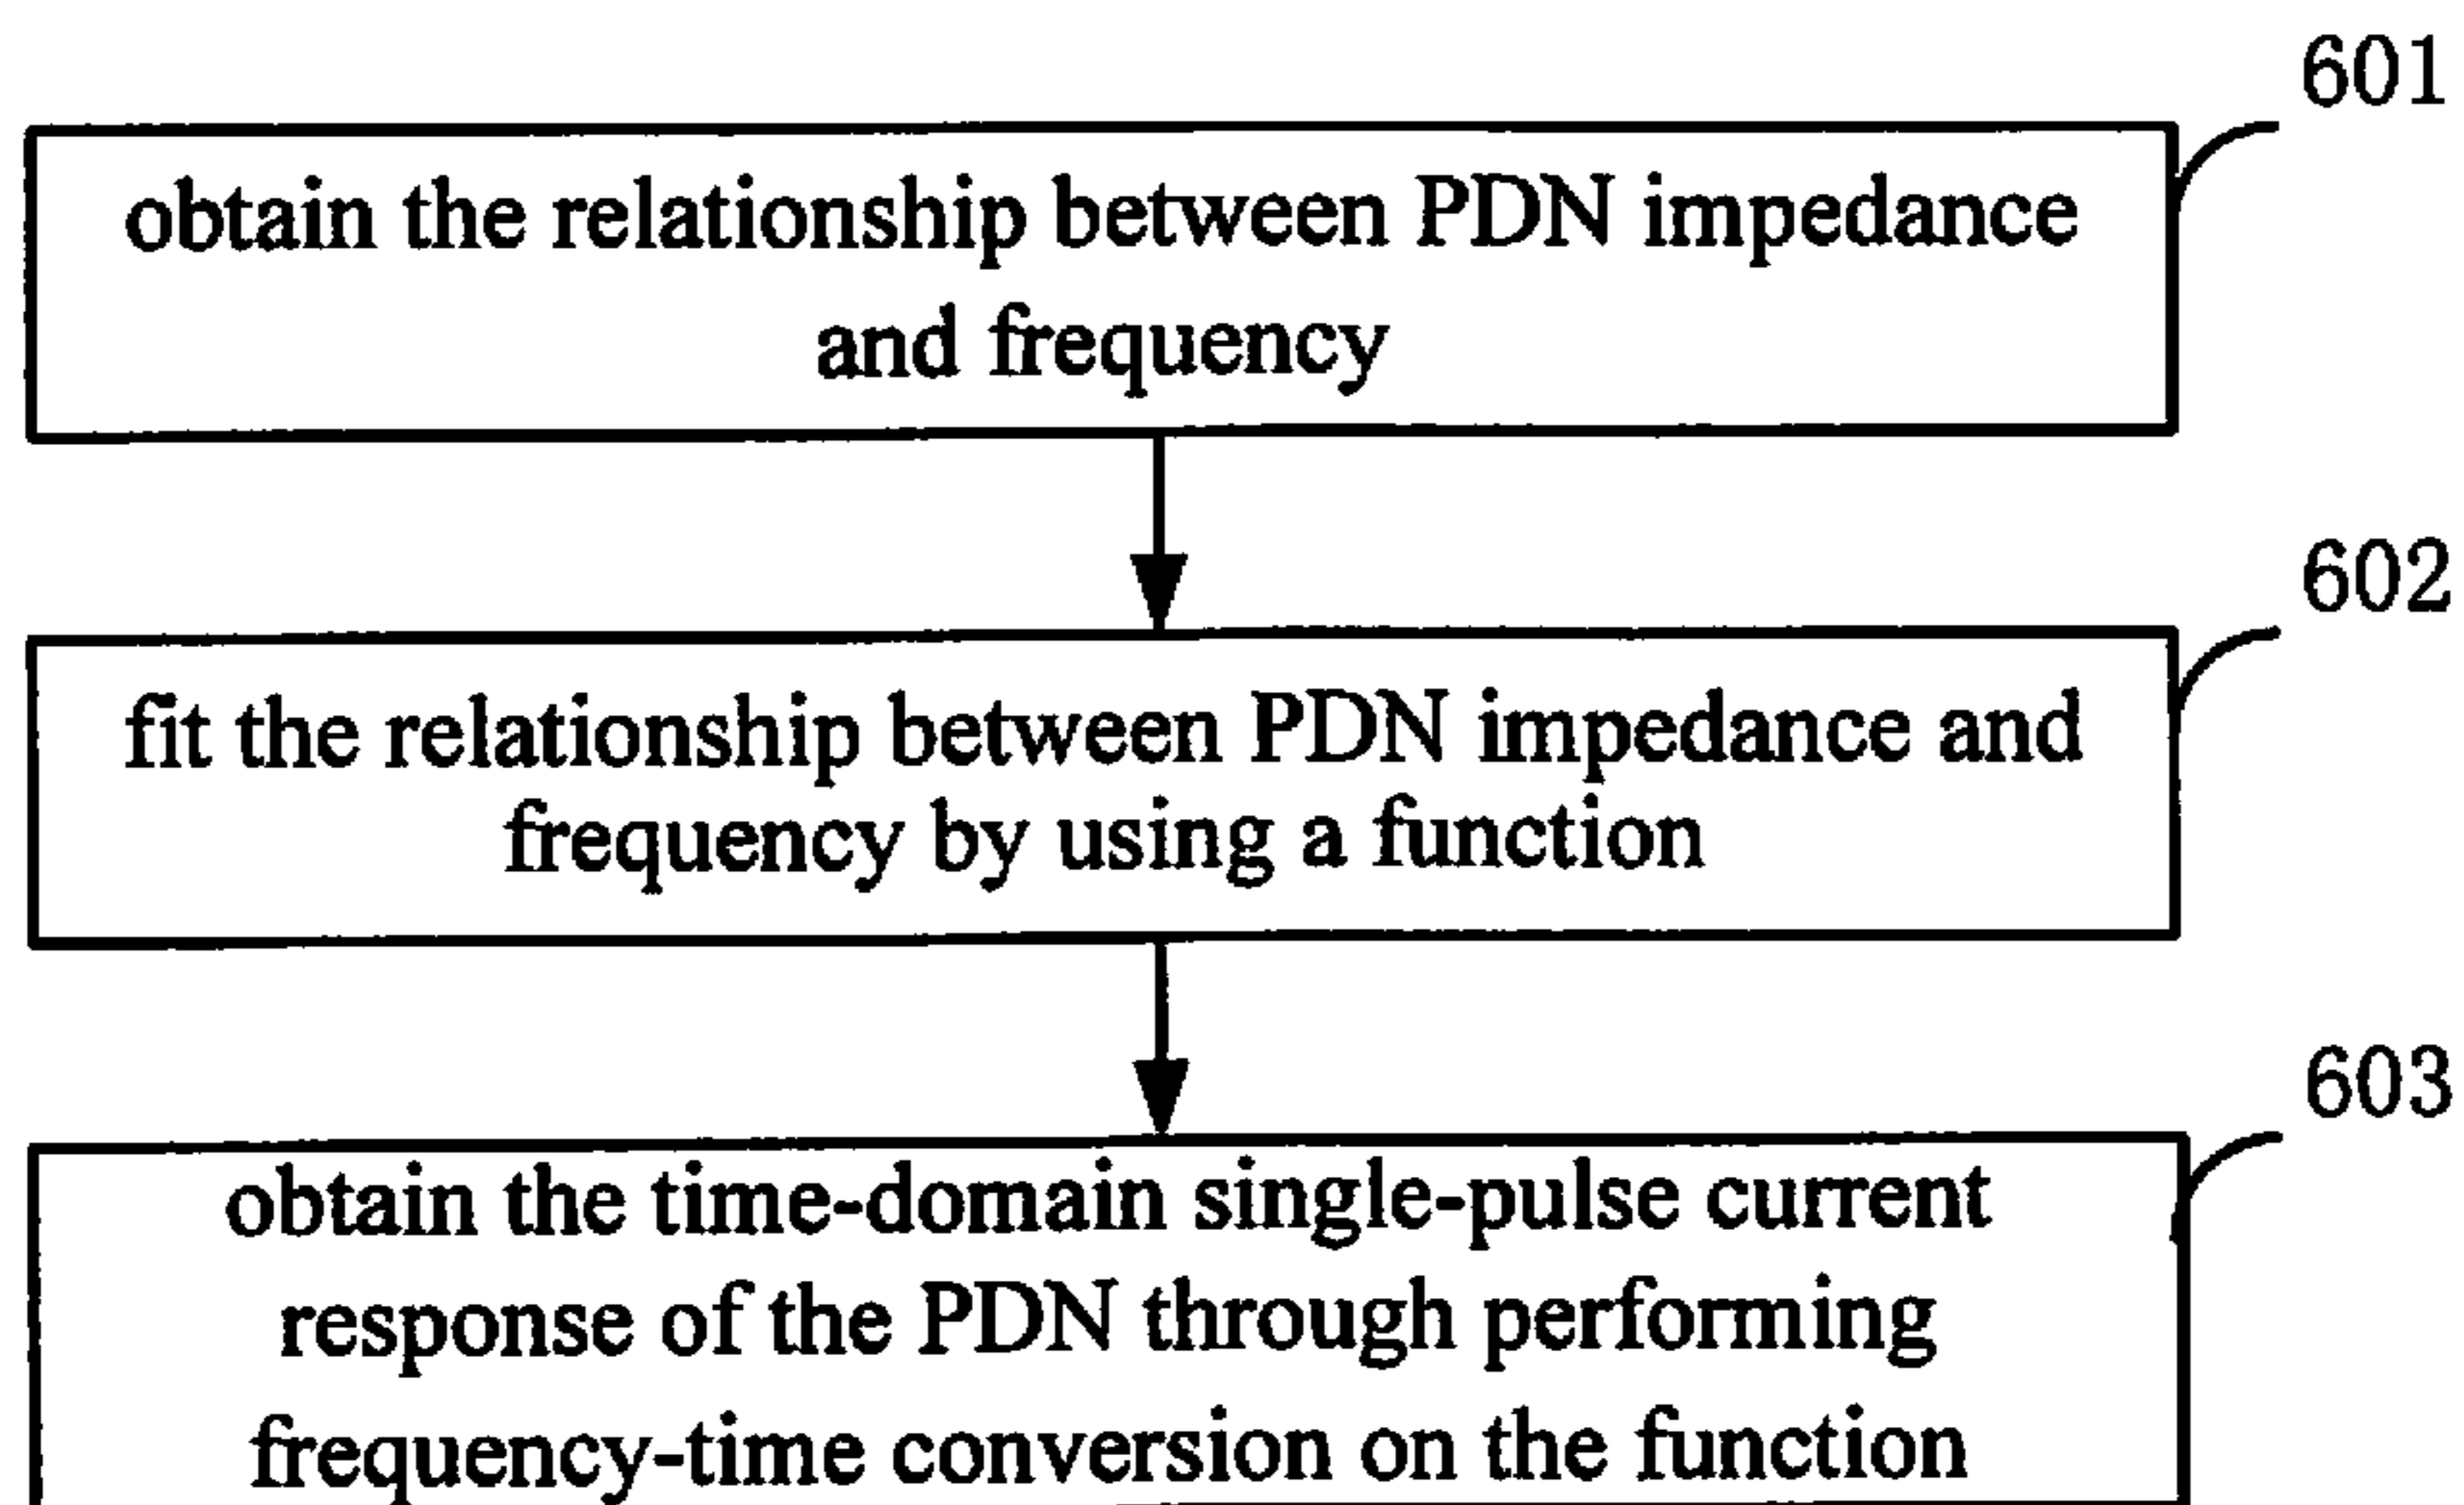 601
obtain the relationship between PDN impedance
and frequency
602
fit the relationship between PDN impedance and
frequency by using a function
603
obtain the time-domain single-pulse current
response of the PDN through performing
frequency-time conversion on the function